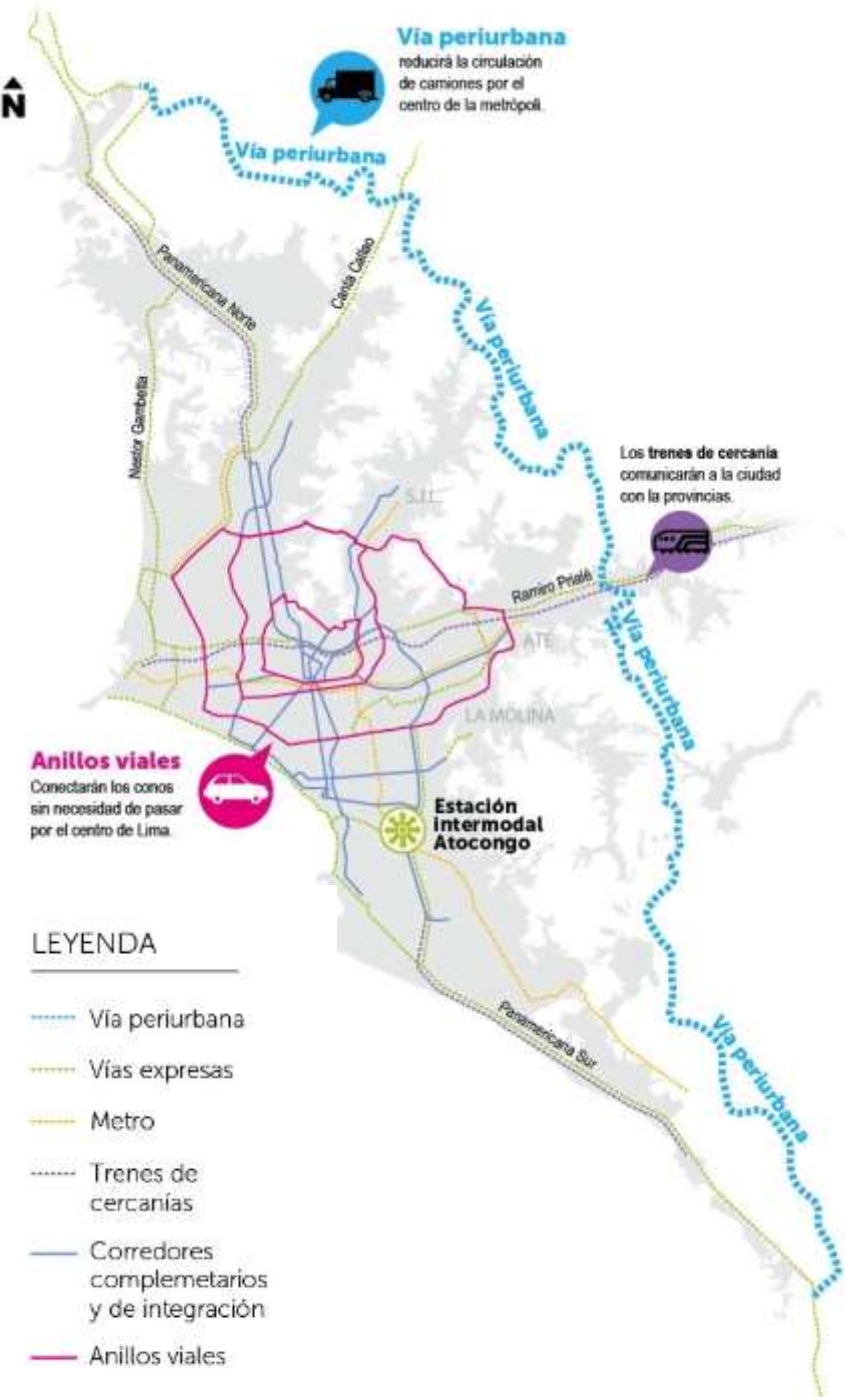 Vía periurbana
reducirá la circulación
de camiones por el
centro de la metrópoli.
N
Vía periurbana
Panamericana Norte
Canta Callao
Vía periurbana
Nestor Gambetta
Los trenes de cercanía
comunicarán a la ciudad
con la provincias.
S.J.L.
Ramiro Prialé
ATE
Vía periurbana
LA MOLINA
Anillos viales
Conectarán los conos
sin necesidad de pasar
por el centro de Lima.
Estación
intermodal
Atocongo
LEYENDA
Vía periurbana
Vías expresas
Metro
Trenes de
cercanías
Corredores
complemetarios
y de integración
Anillos viales
Panamericana Sur
Vía periurbana